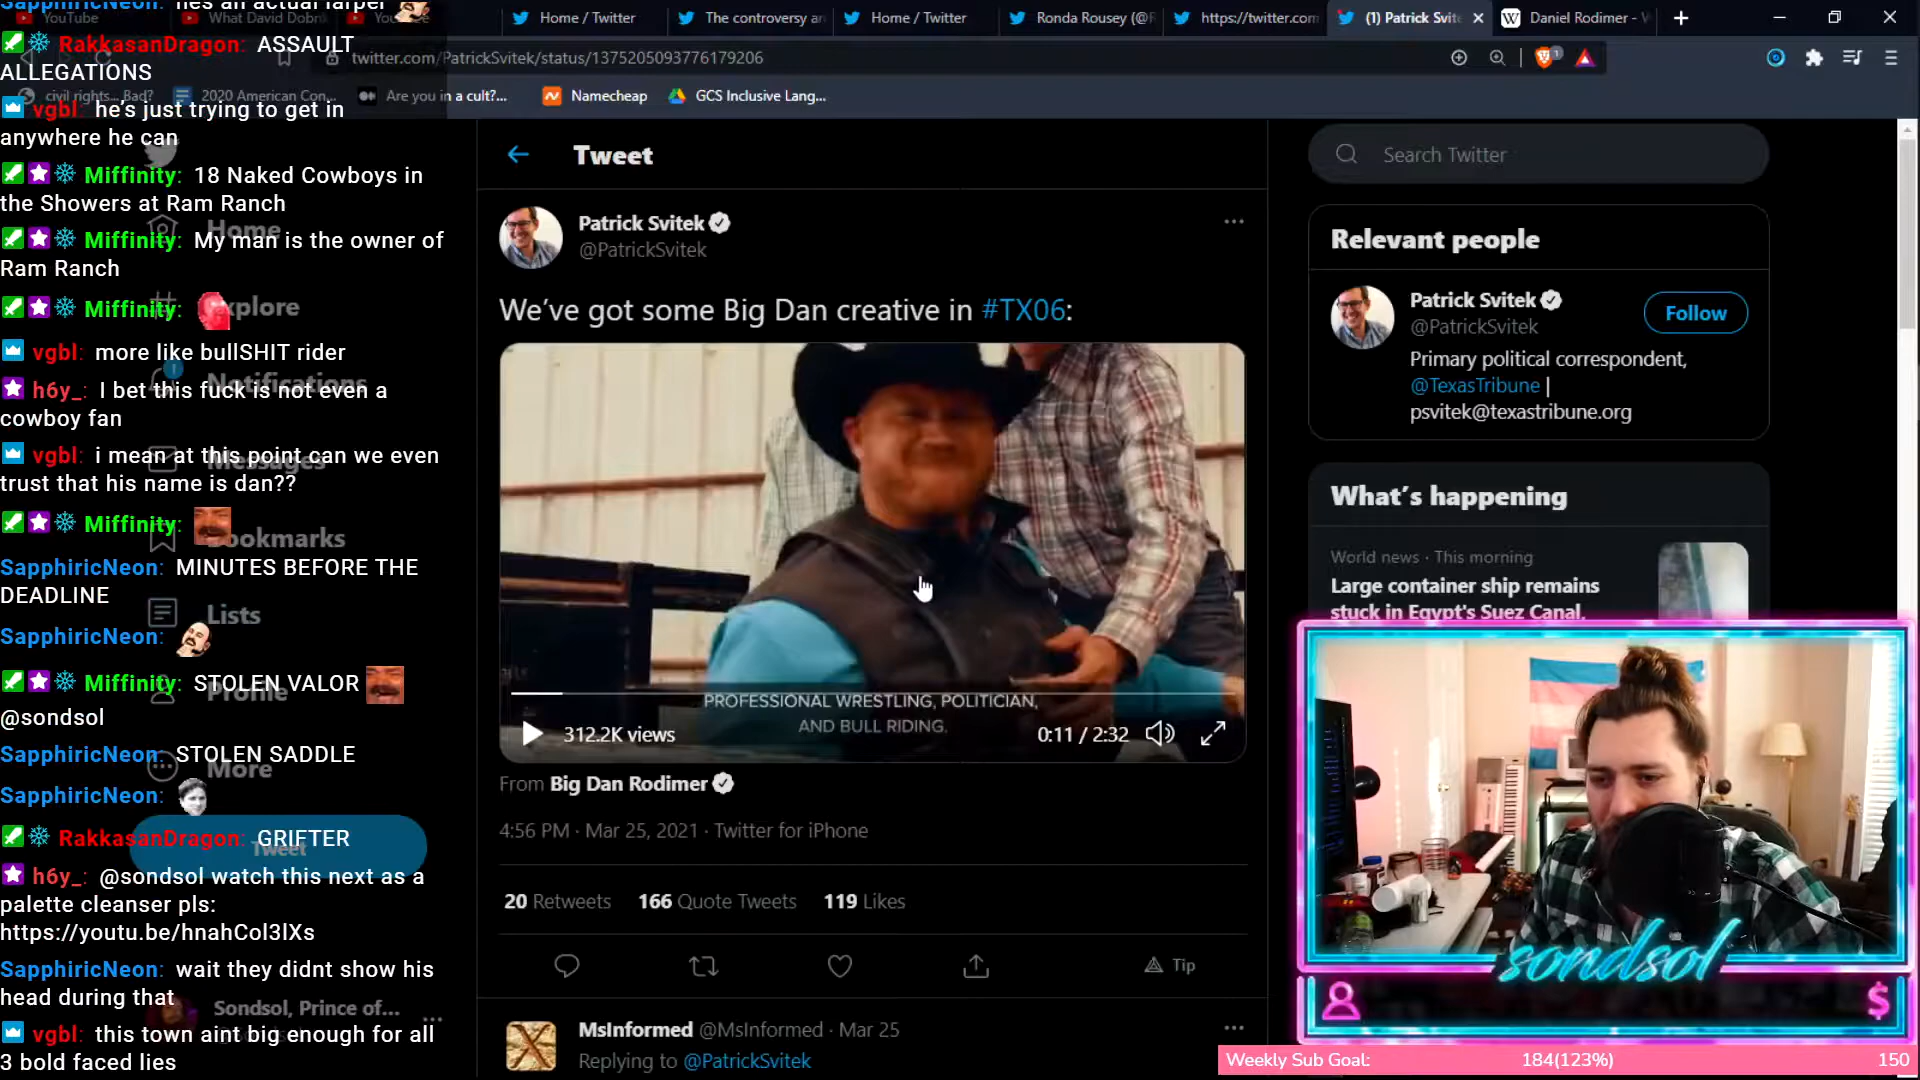 YouTube
What David Dobri
Home / Twitter
The controversy ar
Home / Twitter
Ronda Rousey (@R
https://twitter.com
(1) Patrick Svite
Daniel Rodimer - W
twitter.com/PatrickSvitek/status/1375205093776179206
civil rights... Bad?
2020 American Con...
Are you in a cult?...
Namecheap
GCS Inclusive Lang...
SapphiricNeon: hes an actual larper
RakkasanDragon: ASSAULT
ALLEGATIONS
vgbl: he's just trying to get in
anywhere he can
Miffinity: 18 Naked Cowboys in
the Showers at Ram Ranch
Miffinity: My man is the owner of
Ram Ranch
Miffinity:
vgbl: more like bullSHIT rider
h6y_: I bet this fuck is not even a
cowboy fan
vgbl: i mean at this point can we even
trust that his name is dan??
Miffinity:
SapphiricNeon: MINUTES BEFORE THE
DEADLINE
SapphiricNeon:
Miffinity: STOLEN VALOR
@sondsol
SapphiricNeon: STOLEN SADDLE
SapphiricNeon:
RakkasanDragon: GRIFTER
h6y_: @sondsol watch this next as a
palette cleanser pls:
https://youtu.be/hnahCol3lXs
SapphiricNeon: wait they didnt show his
head during that
vgbl: this town aint big enough for all
3 bold faced lies
Home
Explore
Notifications
Messages
Bookmarks
Lists
Profile
More
Tweet
Sondsol, Prince of...
Tweet
Patrick Svitek
@PatrickSvitek
We've got some Big Dan creative in #TX06:
PROFESSIONAL WRESTLING, POLITICIAN,
AND BULL RIDING.
312.2K views
0:11 / 2:32
From Big Dan Rodimer
4:56 PM · Mar 25, 2021 · Twitter for iPhone
20 Retweets 166 Quote Tweets 119 Likes
Tip
MsInformed @MsInformed · Mar 25
Replying to @PatrickSvitek
Search Twitter
Relevant people
Patrick Svitek
@PatrickSvitek
Follow
Primary political correspondent,
@TexasTribune |
psvitek@texastribune.org
What's happening
World news · This morning
Large container ship remains
stuck in Egypt's Suez Canal,
sondsol
$
Weekly Sub Goal: 184(123%) 150